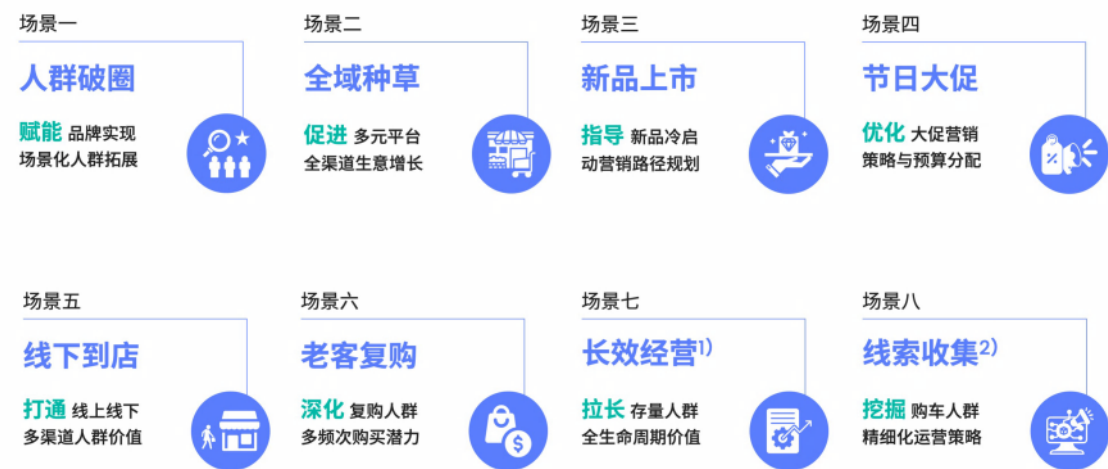 场景一
人群破圈
赋能 品牌实现
场景化人群拓展
场景二
全域种草
促进 多元平台
全渠道生意增长
场景三
新品上市
指导 新品冷启
动营销路径规划
场景四
节日大促
优化 大促营销
策略与预算分配
场景五
线下到店
打通 线上线下
多渠道人群价值
场景六
老客复购
深化 复购人群
多频次购买潜力
场景七
长效经营1)
拉长 存量人群
全生命周期价值
场景八
线索收集2)
挖掘 购车人群
精细化运营策略